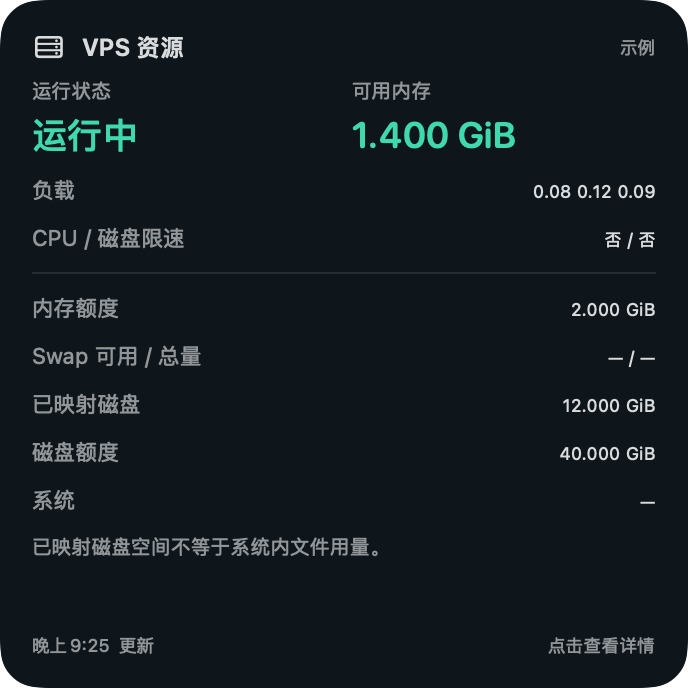 VPS 资源 示例
运行状态 可用内存
运行中 1.400 GiB
负载 0.08 0.12 0.09
CPU / 磁盘限速 否 / 否
内存额度 2.000 GiB
Swap 可用 / 总量 — / —
已映射磁盘 12.000 GiB
磁盘额度 40.000 GiB
系统 —
已映射磁盘空间不等于系统内文件用量。
晚上 9:25 更新 点击查看详情